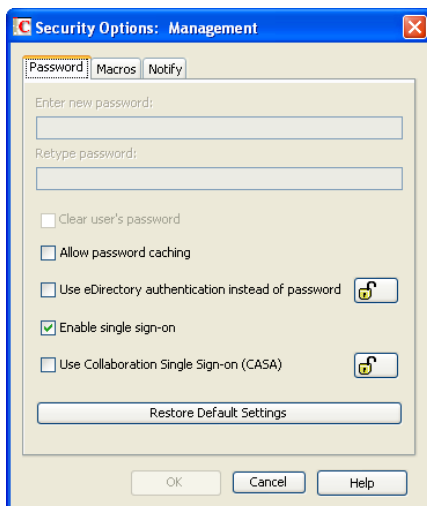 Security Options: Management
Password Macros Notify
Enter new password:
Retype password:
Clear user's password
Allow password caching
Use eDirectory authentication instead of password
Enable single sign-on
Use Collaboration Single Sign-on (CASA)
Restore Default Settings
OK Cancel Help